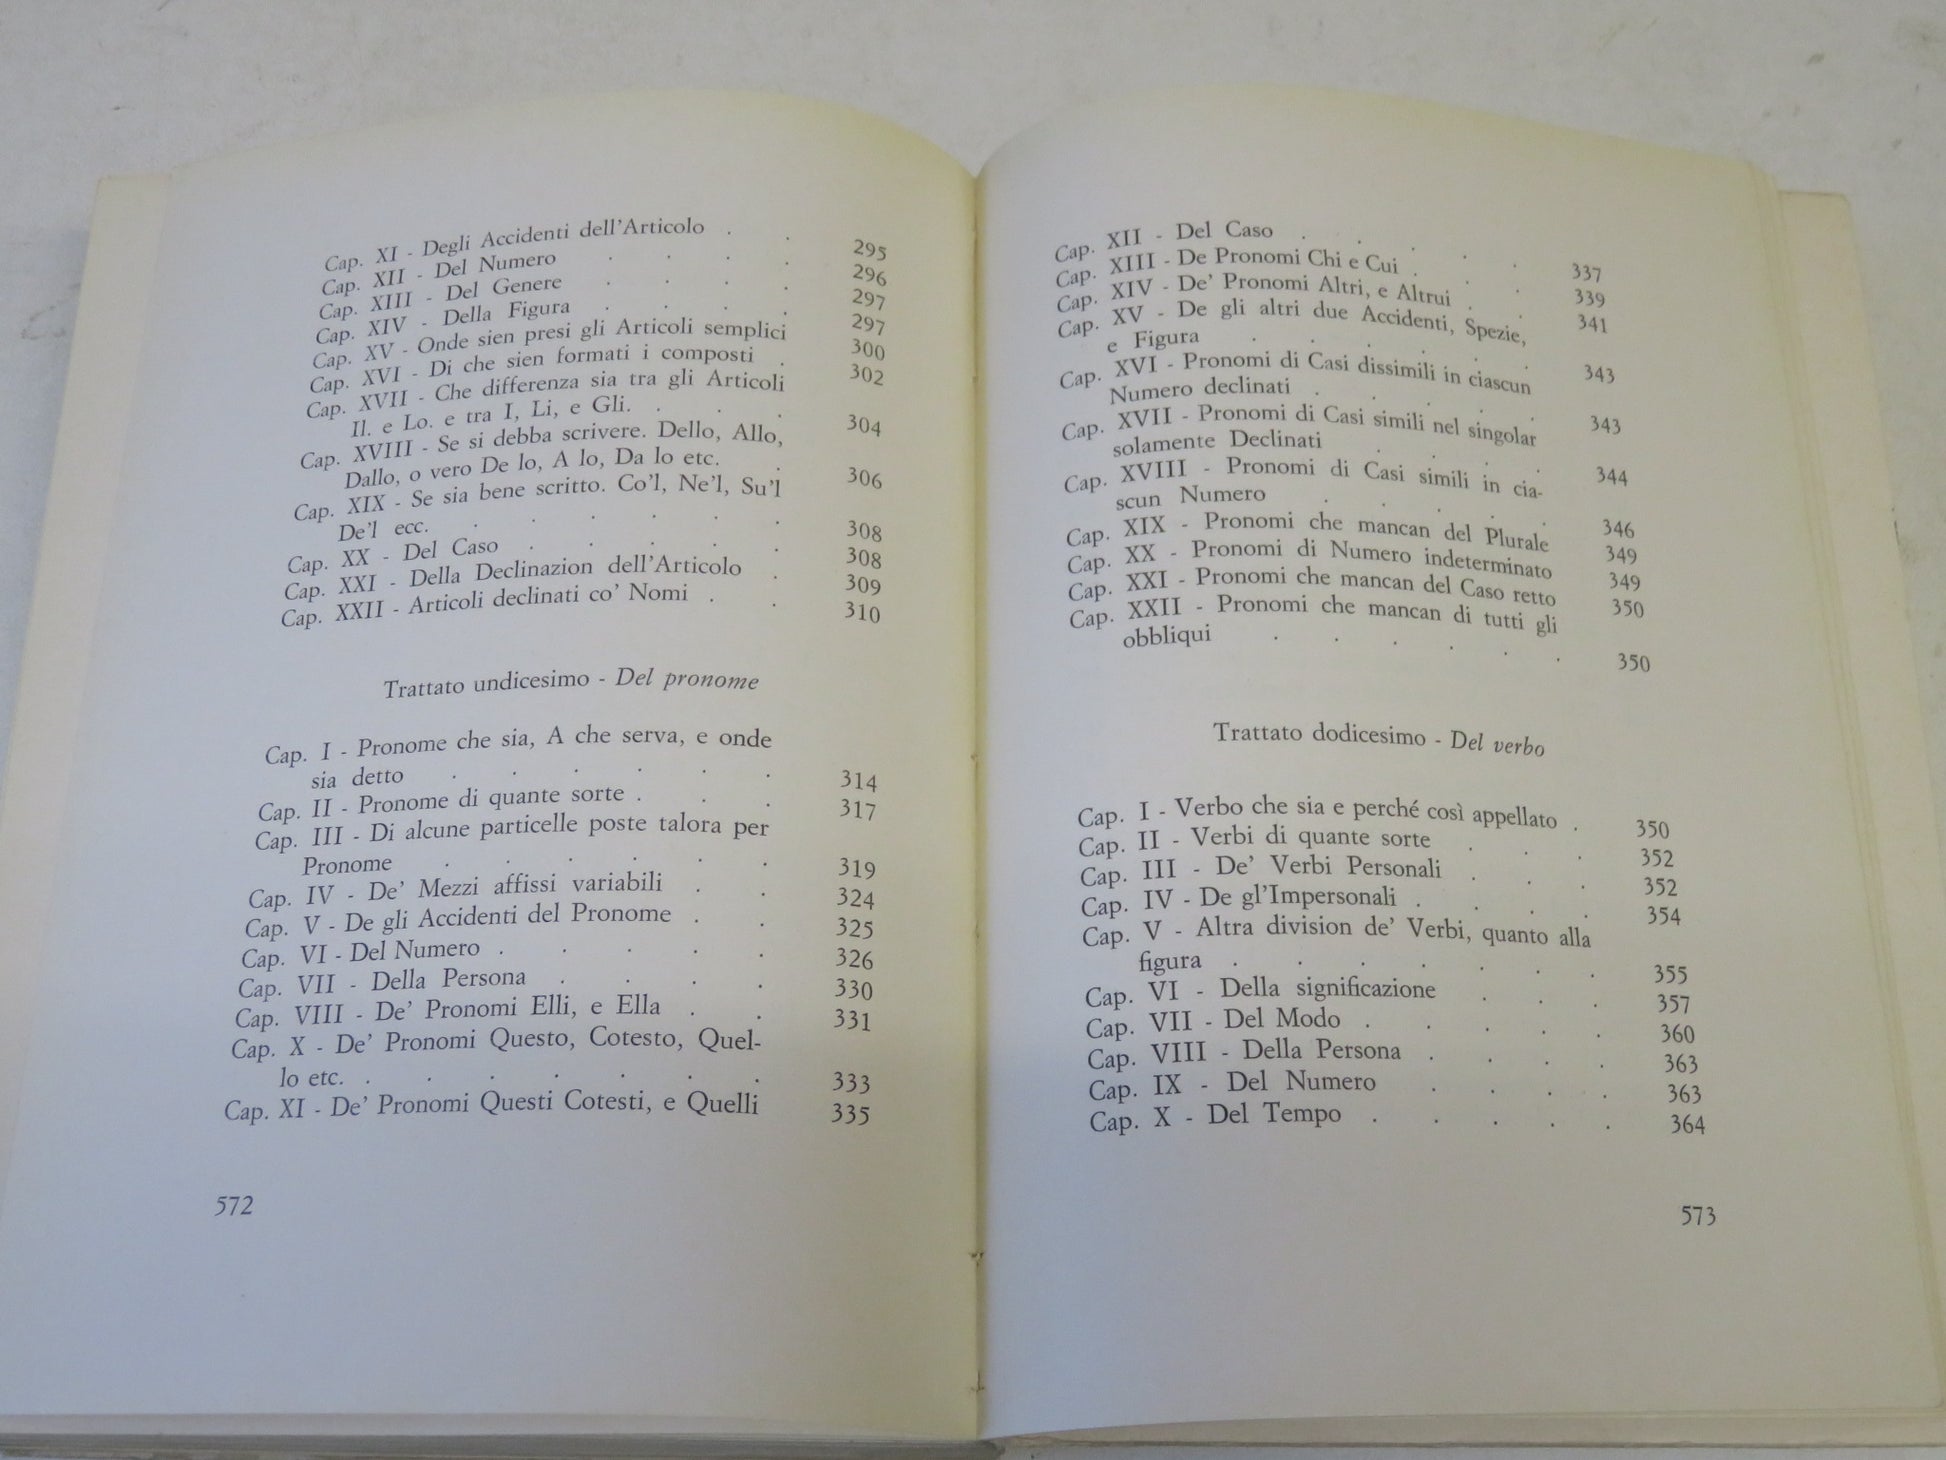 Cap. XI - Degli Accidenti dell'Articolo . . 295
Cap. XII - Del Numero . . . . 296
Cap. XIII - Del Genere . . . . 297
Cap. XIV - Della Figura . . . . 297
Cap. XV - Onde sien presi gli Articoli semplici 300
Cap. XVI - Di che sien formati i composti . 302
Cap. XVII - Che differenza sia tra gli Articoli
Il. e Lo. e tra I, Li, e Gli. . . . 304
Cap. XVIII - Se si debba scrivere. Dello, Allo,
Dallo, o vero De lo, A lo, Da lo etc. . 306
Cap. XIX - Se sia bene scritto. Co'l, Ne'l, Su'l
De'l ecc. . . . . . . 308
Cap. XX - Del Caso . . . . . 308
Cap. XXI - Della Declinazion dell'Articolo . 309
Cap. XXII - Articoli declinati co' Nomi . . 310
Trattato undicesimo - Del pronome
Cap. I - Pronome che sia, A che serva, e onde
sia detto . . . . . . 314
Cap. II - Pronome di quante sorte . . . 317
Cap. III - Di alcune particelle poste talora per
Pronome . . . . . . 319
Cap. IV - De' Mezzi affissi variabili . . 324
Cap. V - De gli Accidenti del Pronome . . 325
Cap. VI - Del Numero . . . . . 326
Cap. VII - Della Persona . . . . 330
Cap. VIII - De' Pronomi Elli, e Ella . . 331
Cap. X - De' Pronomi Questo, Cotesto, Quel-
lo etc. . . . . . . . 333
Cap. XI - De' Pronomi Questi Cotesti, e Quelli 335
572
Cap. XII - Del Caso . . . . . 337
Cap. XIII - De Pronomi Chi e Cui . . . 339
Cap. XIV - De' Pronomi Altri, e Altrui . . 341
Cap. XV - De gli altri due Accidenti, Spezie,
e Figura . . . . . . 343
Cap. XVI - Pronomi di Casi dissimili in ciascun
Numero declinati . . . . . 343
Cap. XVII - Pronomi di Casi simili nel singolar
solamente Declinati . . . . 344
Cap. XVIII - Pronomi di Casi simili in cia-
scun Numero . . . . . 346
Cap. XIX - Pronomi che mancan del Plurale 349
Cap. XX - Pronomi di Numero indeterminato 349
Cap. XXI - Pronomi che mancan del Caso retto 350
Cap. XXII - Pronomi che mancan di tutti gli
obbliqui . . . . . . 350
Trattato dodicesimo - Del verbo
Cap. I - Verbo che sia e perché così appellato . 350
Cap. II - Verbi di quante sorte . . . 352
Cap. III - De' Verbi Personali . . . 352
Cap. IV - De gl'Impersonali . . . . 354
Cap. V - Altra division de' Verbi, quanto alla
figura . . . . . . . 355
Cap. VI - Della significazione . . . 357
Cap. VII - Del Modo . . . . . 360
Cap. VIII - Della Persona . . . . 363
Cap. IX - Del Numero . . . . 363
Cap. X - Del Tempo . . . . . 364
573